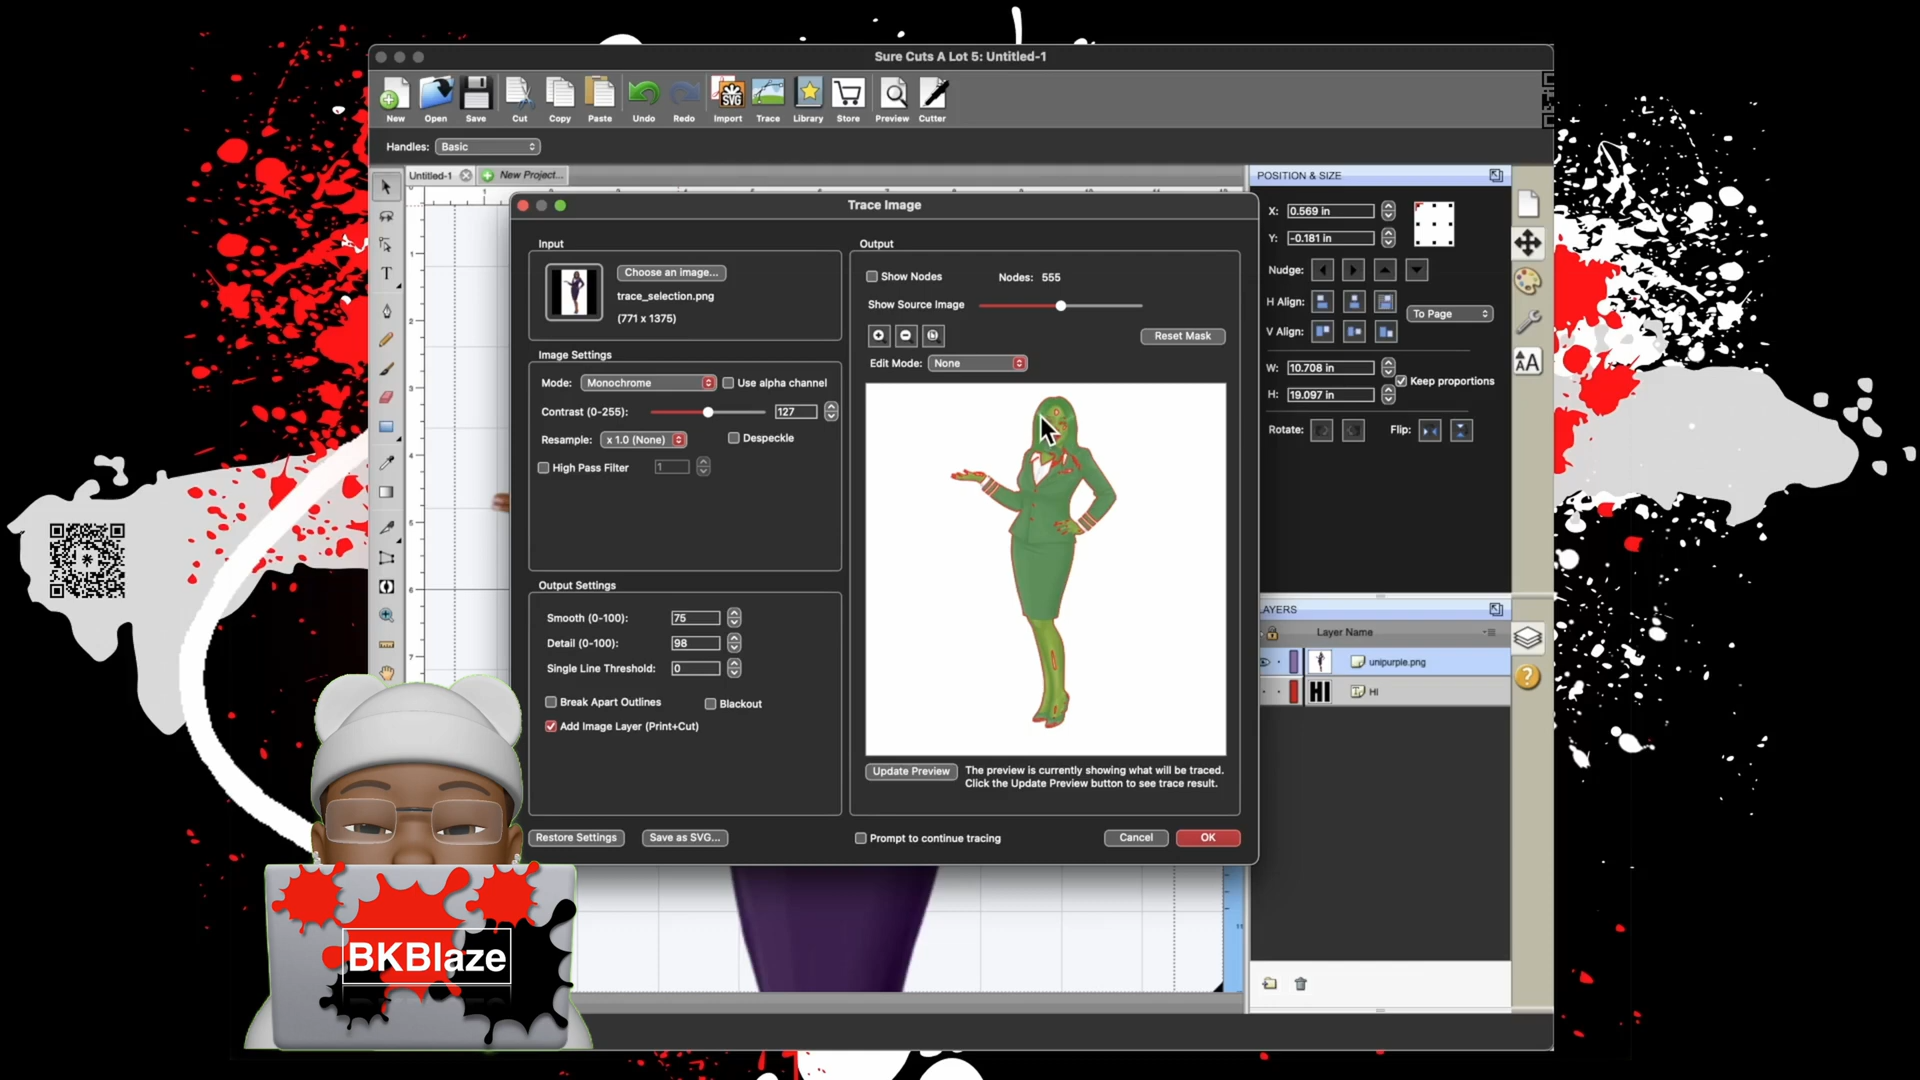 Sure Cuts A Lot 5: Untitled-1
New Open Save Cut Copy Paste Undo Redo Import Trace Library Store Preview Cutter
SVG
Handles: Basic
Untitled-1 New Project...
POSITION & SIZE
X: 0.569 in
Y: -0.181 in
Nudge:
H Align:
To Page
V Align:
W: 10.708 in
Keep proportions
H: 19.097 in
Rotate: Flip:
AYERS
Layer Name
unipurple.png
HI HI
Trace Image
Input
Choose an image...
trace_selection.png
(771 x 1375)
Image Settings
Mode: Monochrome Use alpha channel
Contrast (0-255): 127
Resample: x 1.0 (None) Despeckle
High Pass Filter 1
Output Settings
Smooth (0-100): 75
Detail (0-100): 98
Single Line Threshold: 0
Break Apart Outlines Blackout
Add Image Layer (Print+Cut)
Restore Settings Save as SVG...
Output
Show Nodes Nodes: 555
Show Source Image
Reset Mask
Edit Mode: None
Update Preview The preview is currently showing what will be traced.
Click the Update Preview button to see trace result.
Prompt to continue tracing Cancel OK
BKBlaze